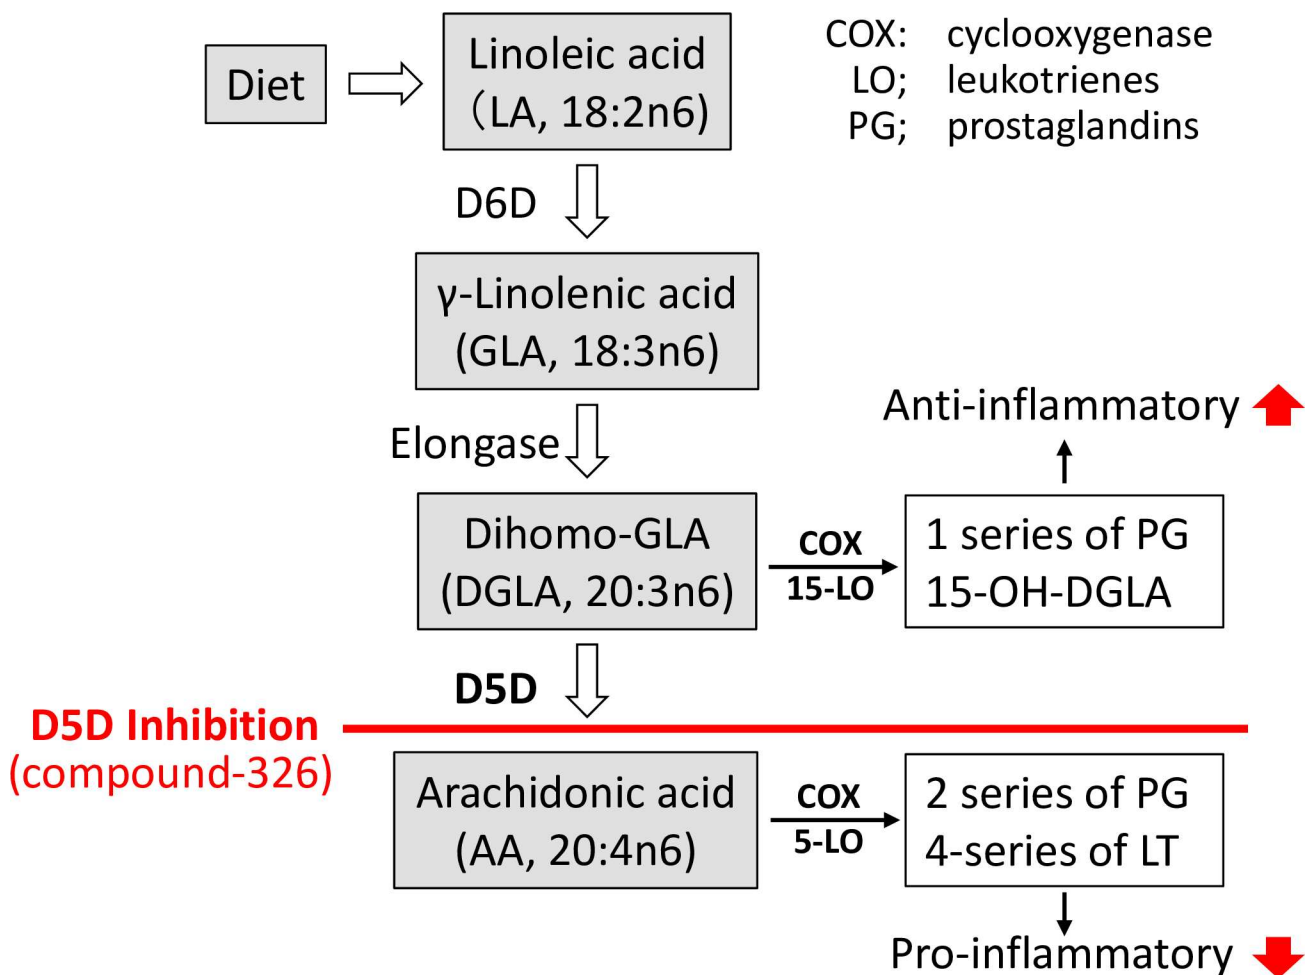 Diet
Linoleic acid
（LA, 18:2n6)
COX: cyclooxygenase
LO; leukotrienes
PG; prostaglandins
D6D
γ-Linolenic acid
(GLA, 18:3n6)
Elongase
Anti-inflammatory
Dihomo-GLA
(DGLA, 20:3n6)
COX
15-LO
1 series of PG
15-OH-DGLA
D5D
D5D Inhibition
(compound-326)
Arachidonic acid
(AA, 20:4n6)
COX
5-LO
2 series of PG
4-series of LT
Pro-inflammatory